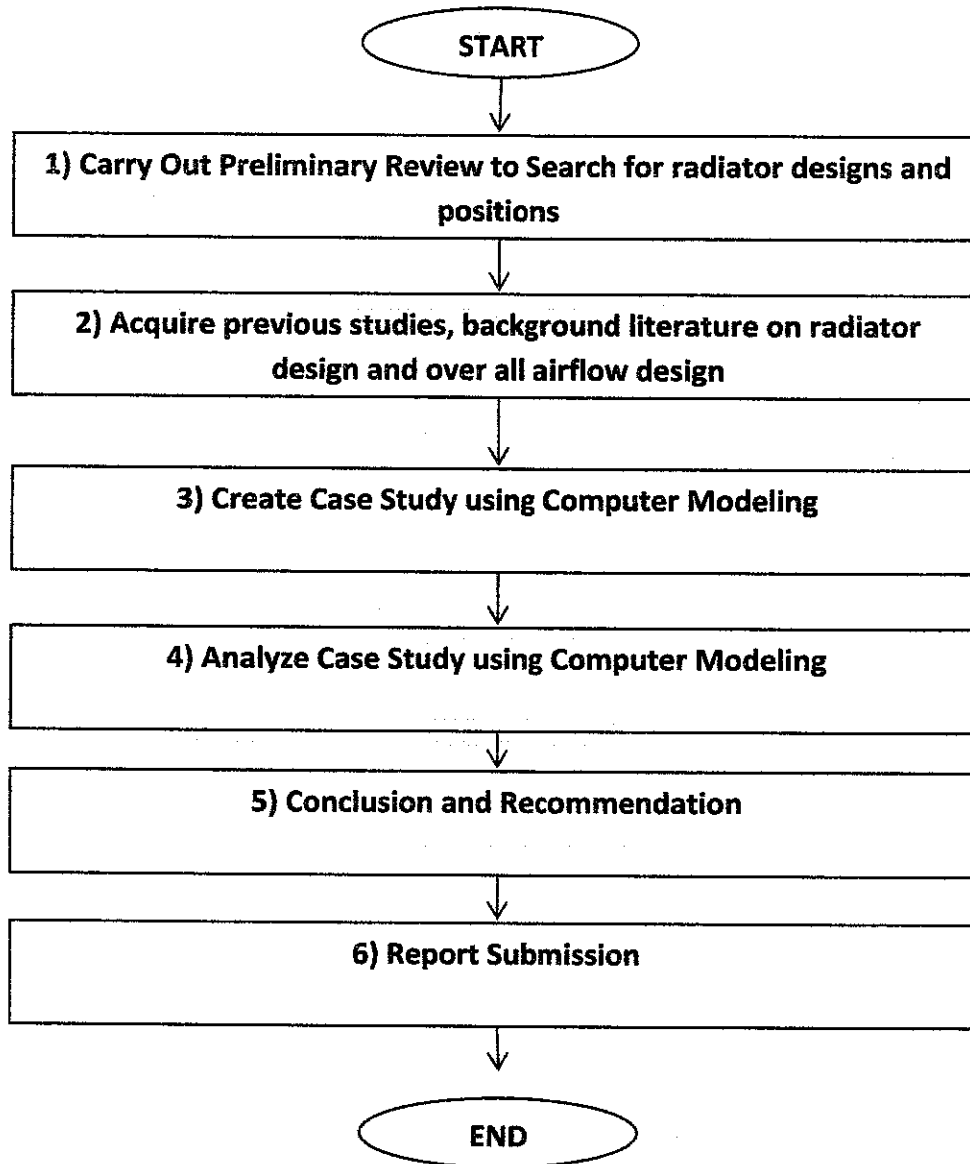 START
1) Carry Out Preliminary Review to Search for radiator designs and
positions
2) Acquire previous studies, background literature on radiator
design and over all airflow design
3) Create Case Study using Computer Modeling
4) Analyze Case Study using Computer Modeling
5) Conclusion and Recommendation
6) Report Submission
END